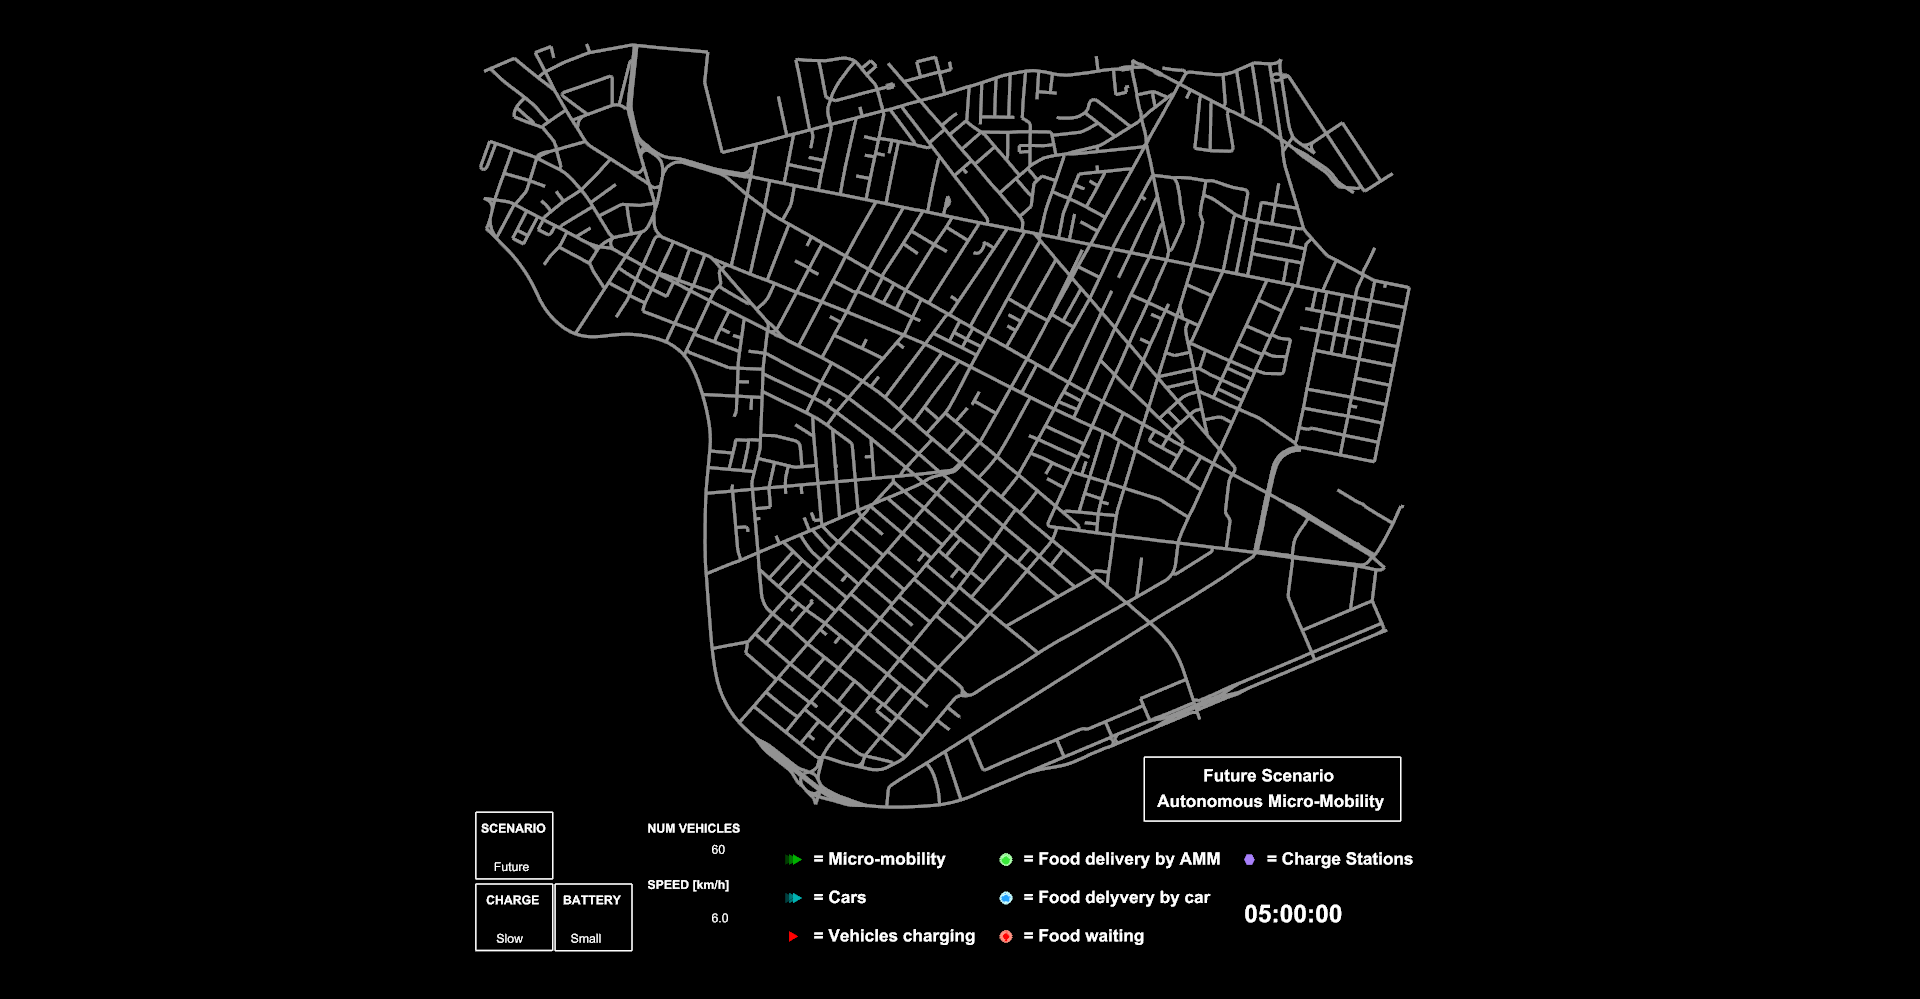 Future Scenario
Autonomous Micro-Mobility
SCENARIO
Future
CHARGE
Slow
BATTERY
Small
NUM VEHICLES
60
SPEED [km/h]
6.0
= Micro-mobility
= Cars
= Vehicles charging
= Food delivery by AMM
= Food delyvery by car
= Food waiting
= Charge Stations
05:00:00